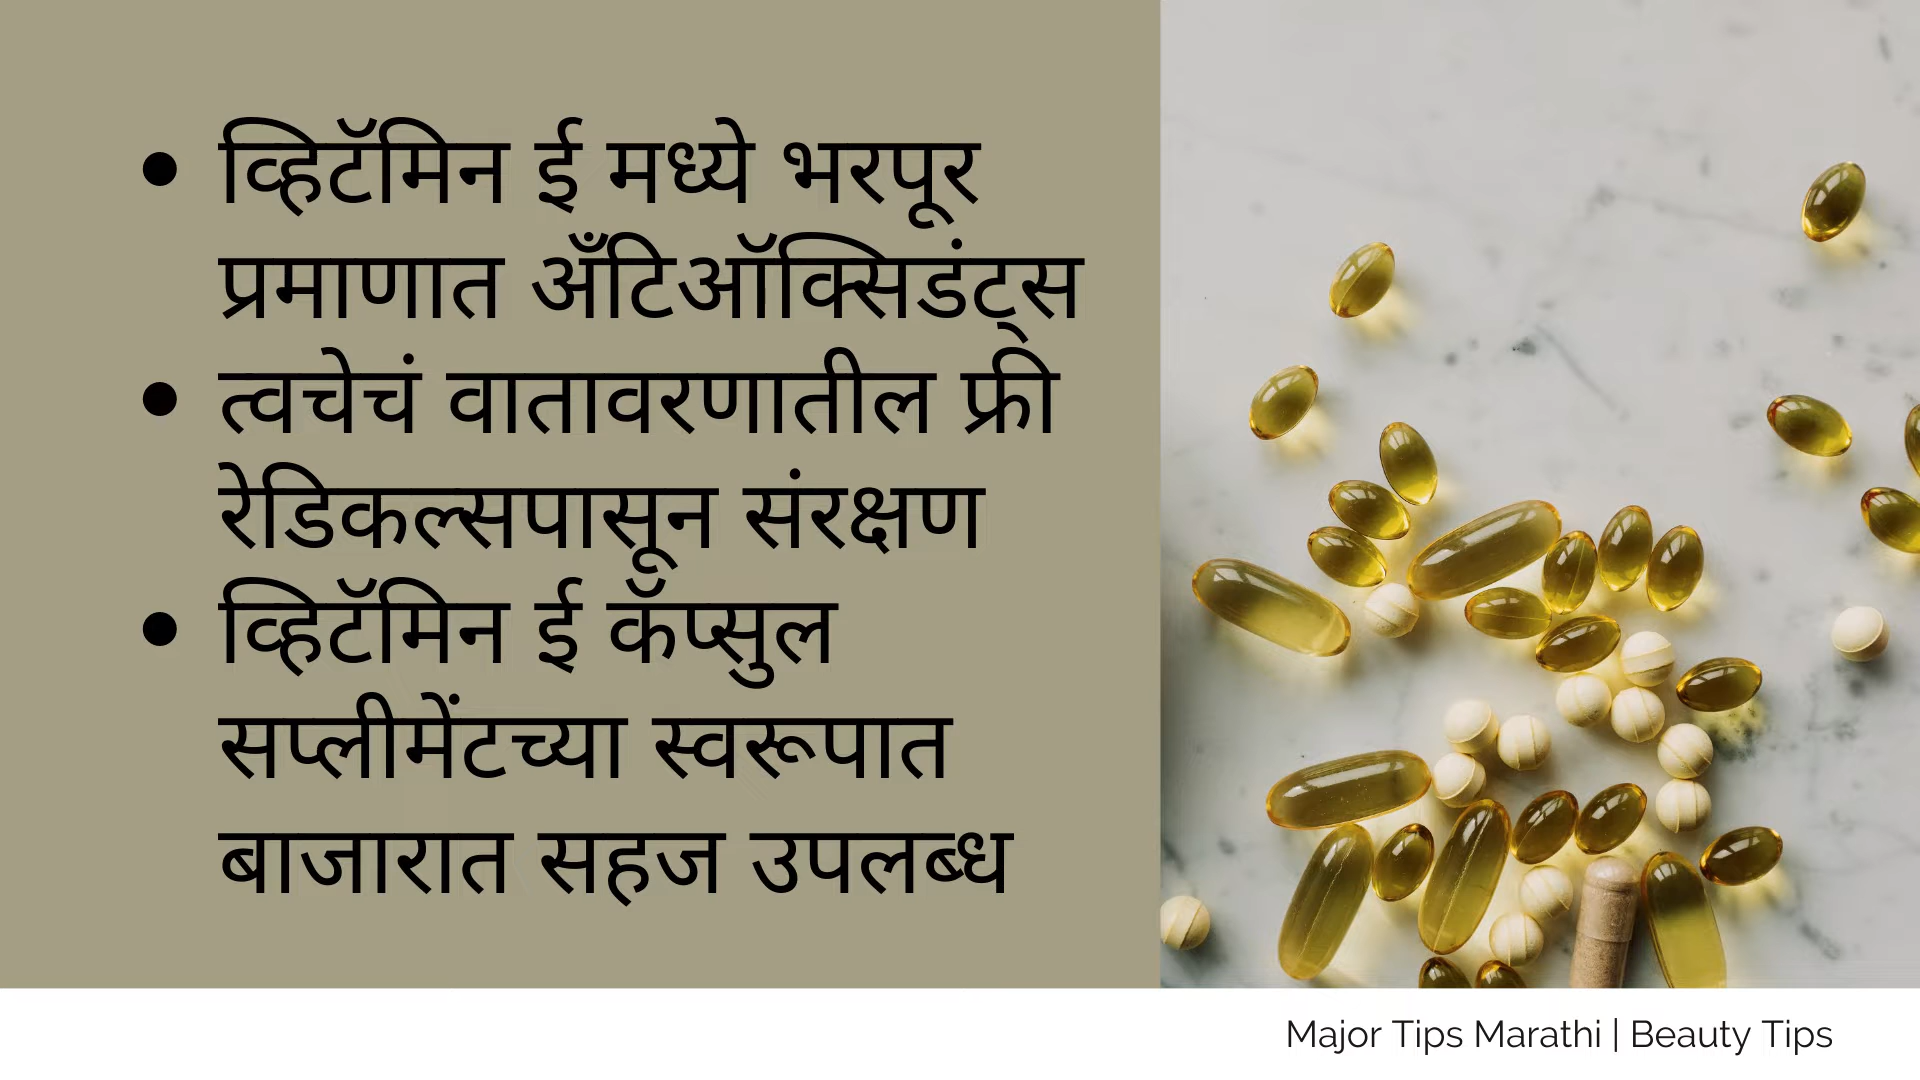 • व्हिटॅमिन ई मध्ये भरपूर
प्रमाणात अँटिऑक्सिडंट्स
• त्वचेचं वातावरणातील फ्री
रेडिकल्सपासून संरक्षण
• व्हिटॅमिन ई कॅप्सुल
सप्लीमेंटच्या स्वरूपात
बाजारात सहज उपलब्ध
Major Tips Marathi | Beauty Tips